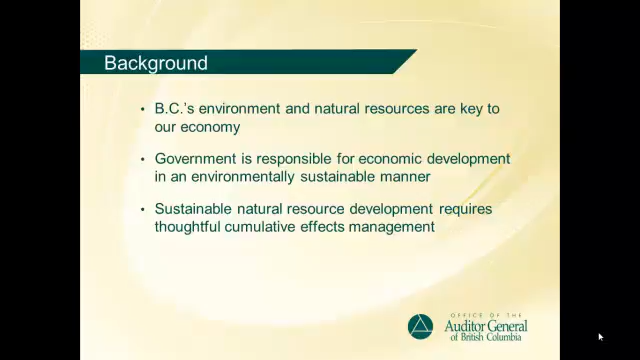 Background
• B.C.'s environment and natural resources are key to
our economy
• Government is responsible for economic development
in an environmentally sustainable manner
• Sustainable natural resource development requires
thoughtful cumulative effects management
OFFICE OF THE
Auditor General
of British Columbia